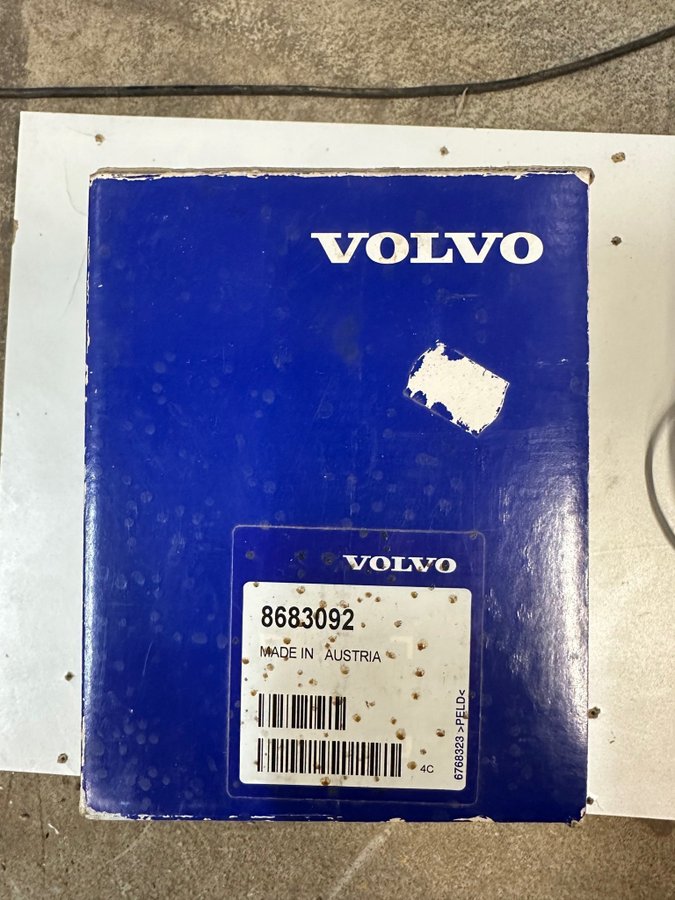 VOLVO
VOLVO
8683092
MADE IN AUSTRIA
4C
6768323 >PELD<